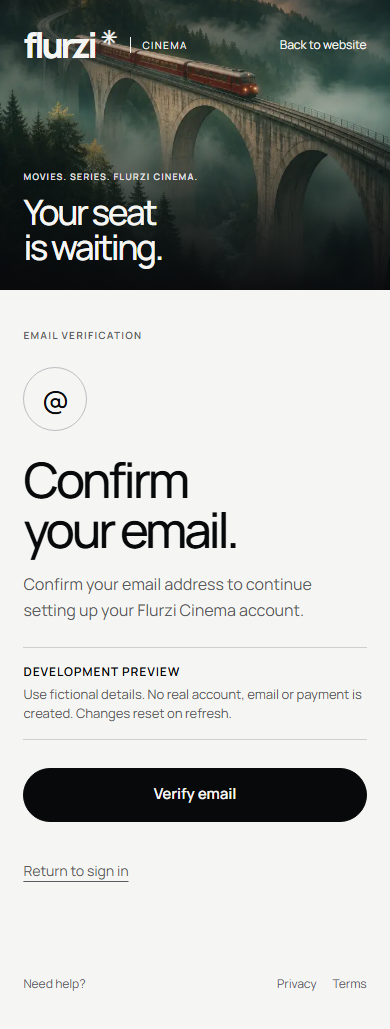 flurzi* | CINEMA
Back to website
MOVIES. SERIES. FLURZI CINEMA.
Your seat
is waiting.
EMAIL VERIFICATION
@
Confirm
your email.
Confirm your email address to continue
setting up your Flurzi Cinema account.
DEVELOPMENT PREVIEW
Use fictional details. No real account, email or payment is
created. Changes reset on refresh.
Verify email
Return to sign in
Need help?
Privacy
Terms